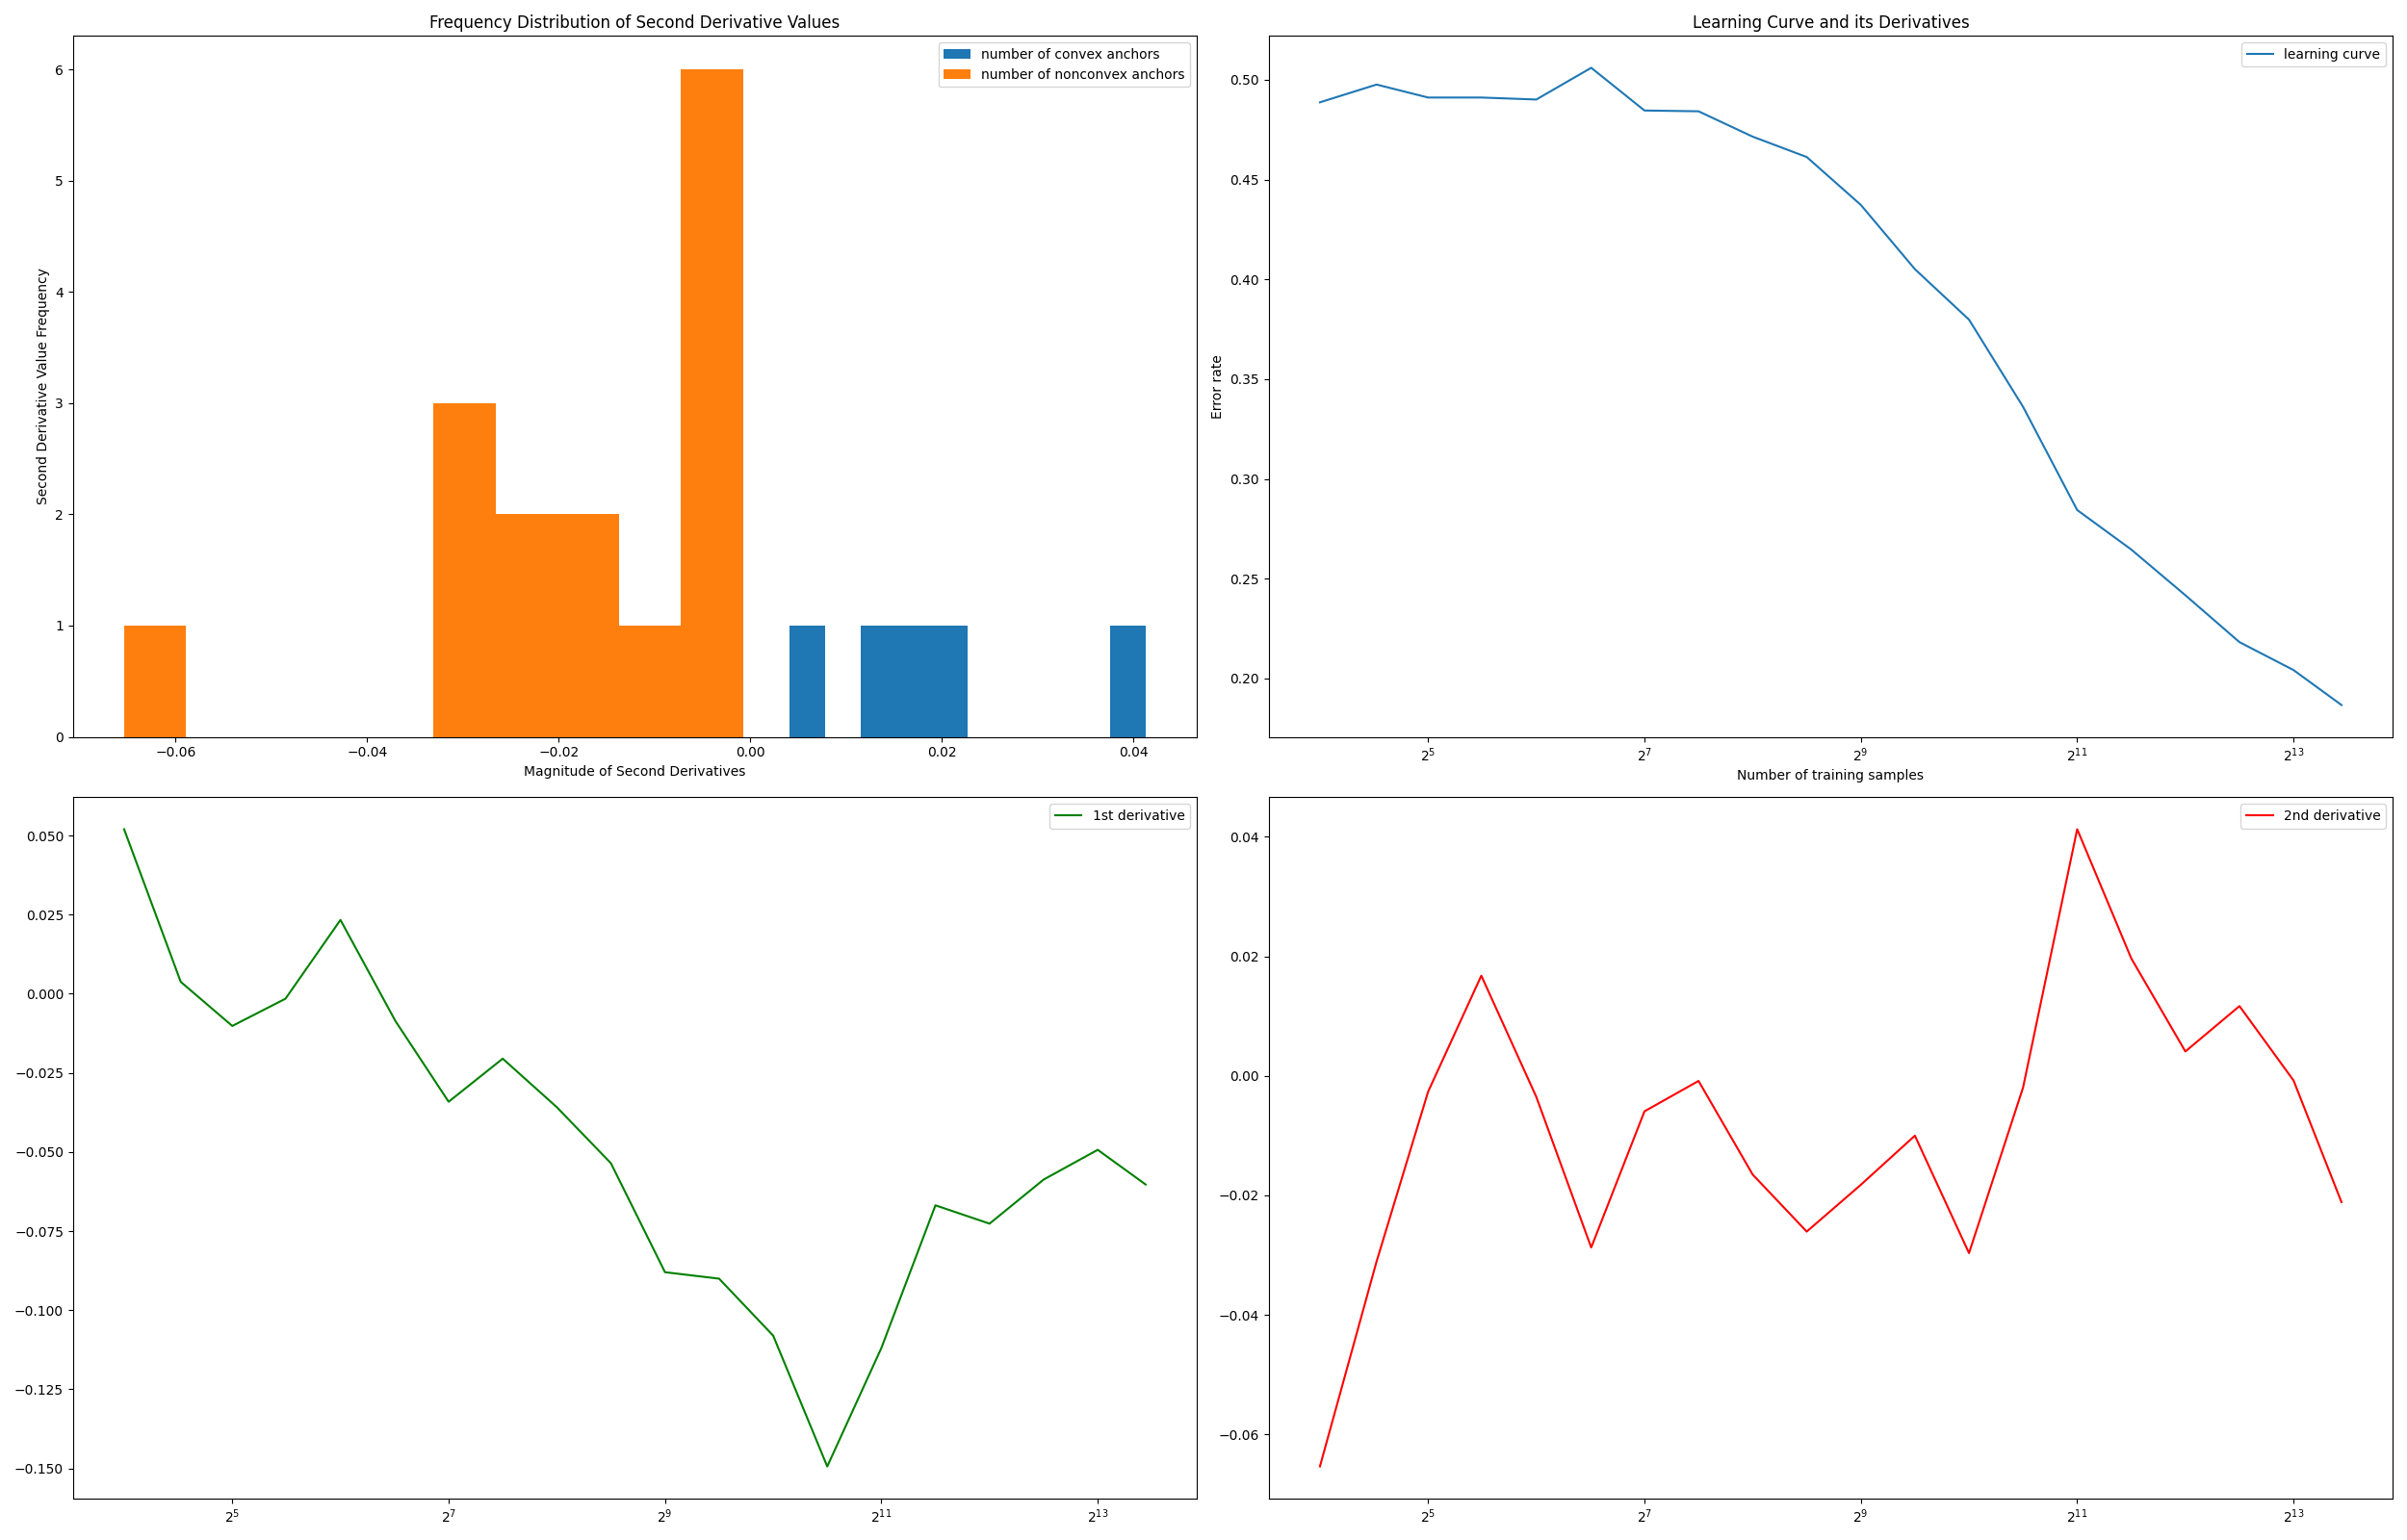 Frequency Distribution of Second Derivative Values
number of convex anchors
number of nonconvex anchors
Second Derivative Value Frequency
6
5
4
3
2
1
0
−0.06 −0.04 −0.02 0.00 0.02 0.04
Magnitude of Second Derivatives
Learning Curve and its Derivatives
learning curve
Error rate
0.50
0.45
0.40
0.35
0.30
0.25
0.20
2^5 2^7 2^9 2^11 2^13
Number of training samples
1st derivative
0.050
0.025
0.000
−0.025
−0.050
−0.075
−0.100
−0.125
−0.150
2^5 2^7 2^9 2^11 2^13
2nd derivative
0.04
0.02
0.00
−0.02
−0.04
−0.06
2^5 2^7 2^9 2^11 2^13